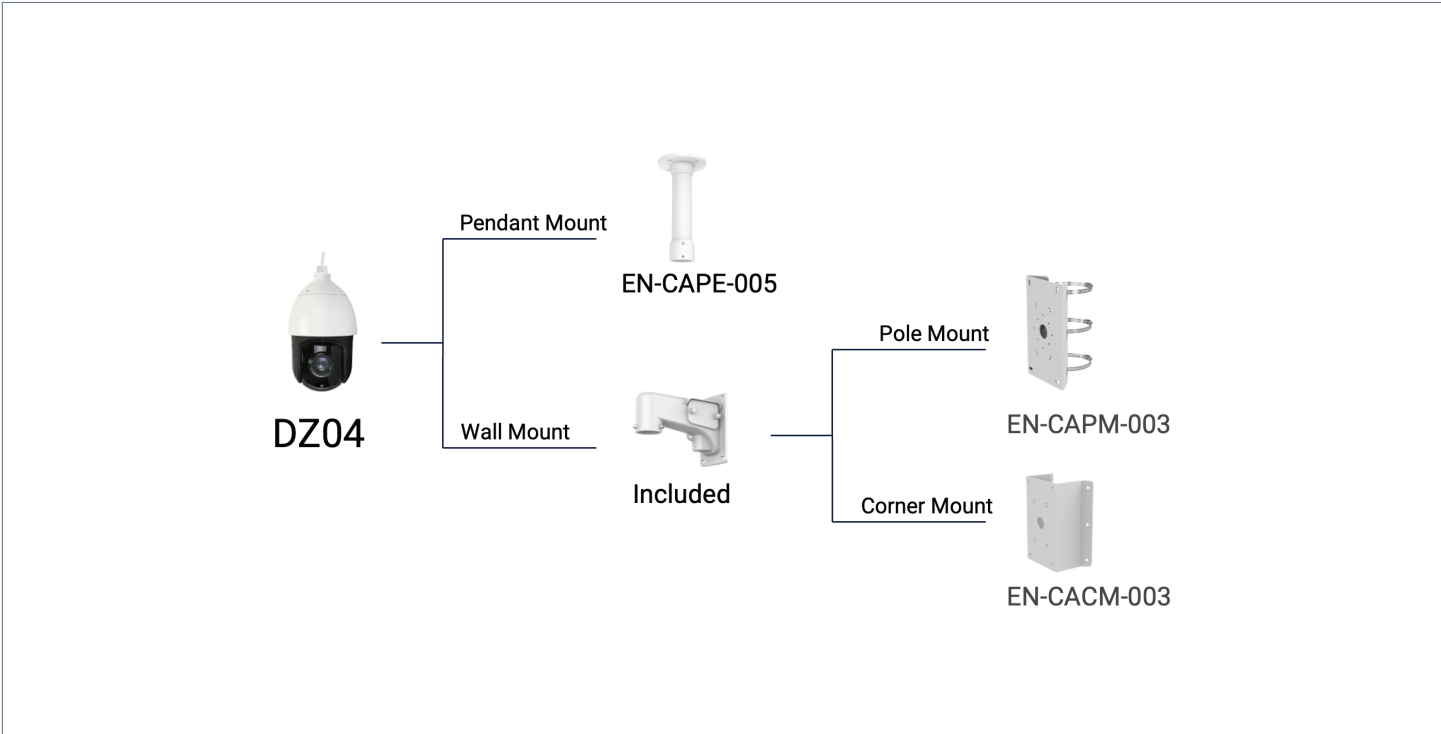 Pendant Mount
EN-CAPE-005
DZ04
Wall Mount
Included
Pole Mount
EN-CAPM-003
Corner Mount
EN-CACM-003